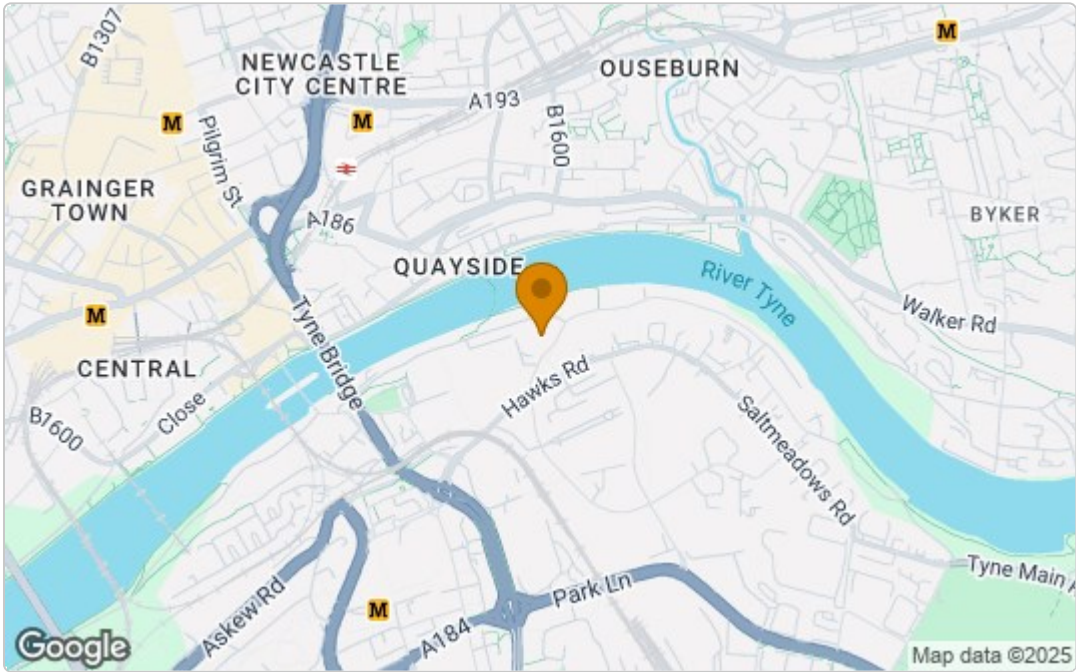 B1307
NEWCASTLE
CITY CENTRE
OUSEBURN
M
M
M
A193
B1600
Pilgrim St
GRAINGER
TOWN
A186
BYKER
QUAYSIDE
River Tyne
M
Tyne Bridge
Walker Rd
CENTRAL
Close
Hawks Rd
B1600
Saltmeadows Rd
Tyne Main
Askew Rd
M
Park Ln
A184
Google
Map data ©2025